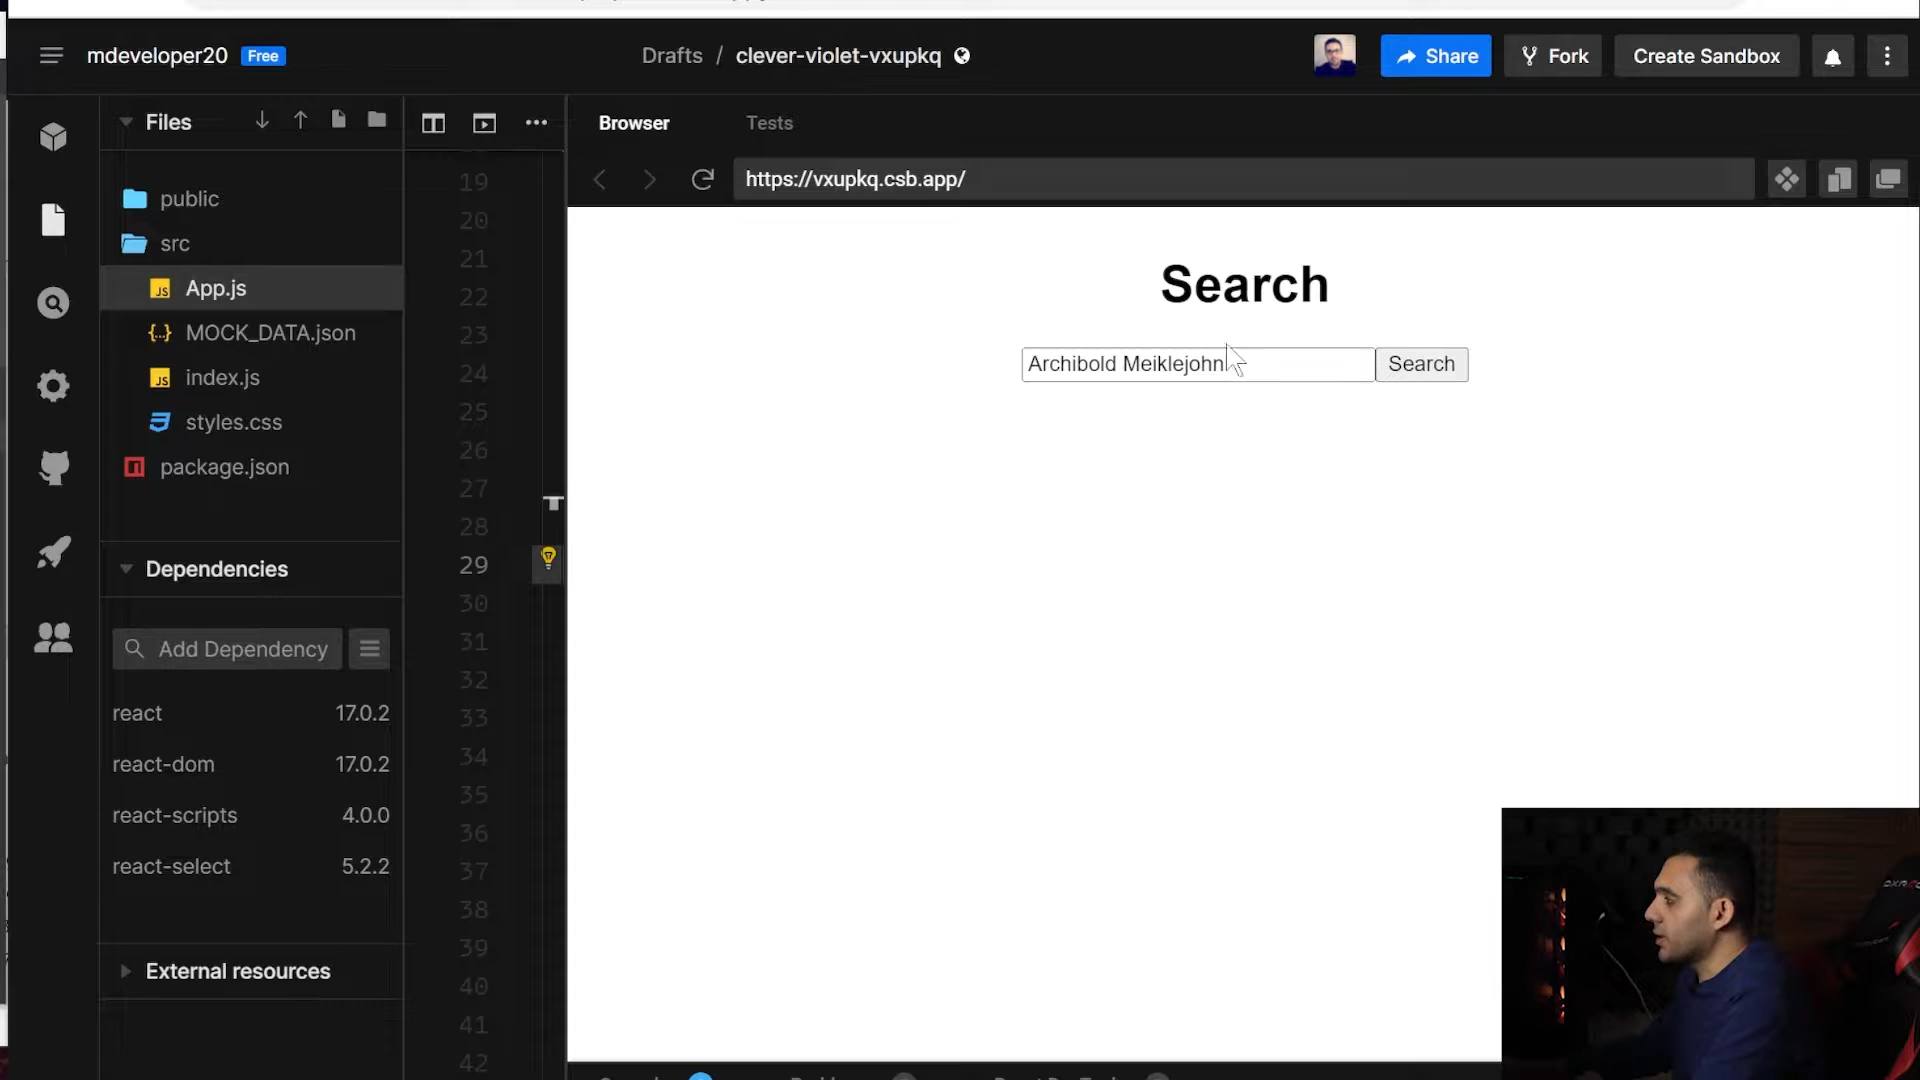 mdeveloper20 Free
Drafts / clever-violet-vxupkq
Share
Fork
Create Sandbox
Files
Browser
Tests
https://vxupkq.csb.app/
public
src
App.js
MOCK_DATA.json
index.js
styles.css
package.json
Dependencies
Add Dependency
react 17.0.2
react-dom 17.0.2
react-scripts 4.0.0
react-select 5.2.2
External resources
19
20
21
22
23
24
25
26
27
28
29
30
31
32
33
34
35
36
37
38
39
40
41
42
Search
Archibold Meiklejohn Search